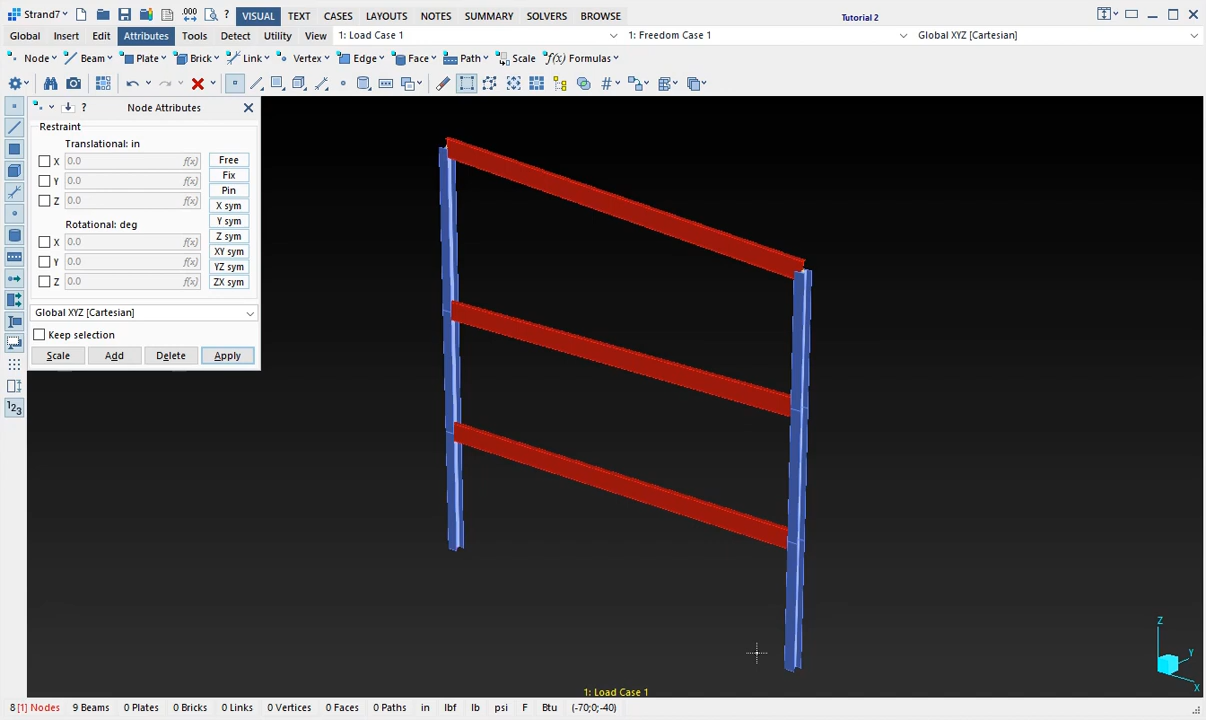 Strand7 .000 ? VISUAL TEXT CASES LAYOUTS NOTES SUMMARY SOLVERS BROWSE Tutorial 2
Global Insert Edit Attributes Tools Detect Utility View 1: Load Case 1 1: Freedom Case 1 Global XYZ [Cartesian]
Node Beam Plate Brick Link Vertex Edge Face Path Scale f(x) Formulas
? Node Attributes
Restraint
Translational: in
X 0.0 f(x) Free
Fix
Y 0.0 f(x)
Pin
Z 0.0 f(x)
X sym
Rotational: deg
Y sym
Z sym
X 0.0 f(x)
XY sym
Y 0.0 f(x)
YZ sym
Z 0.0 f(x) ZX sym
Global XYZ [Cartesian]
Keep selection
Scale Add Delete Apply
123
Z
Y
X
1: Load Case 1
8 [1] Nodes 9 Beams 0 Plates 0 Bricks 0 Links 0 Vertices 0 Faces 0 Paths in lbf lb psi F Btu (-70;0;-40)